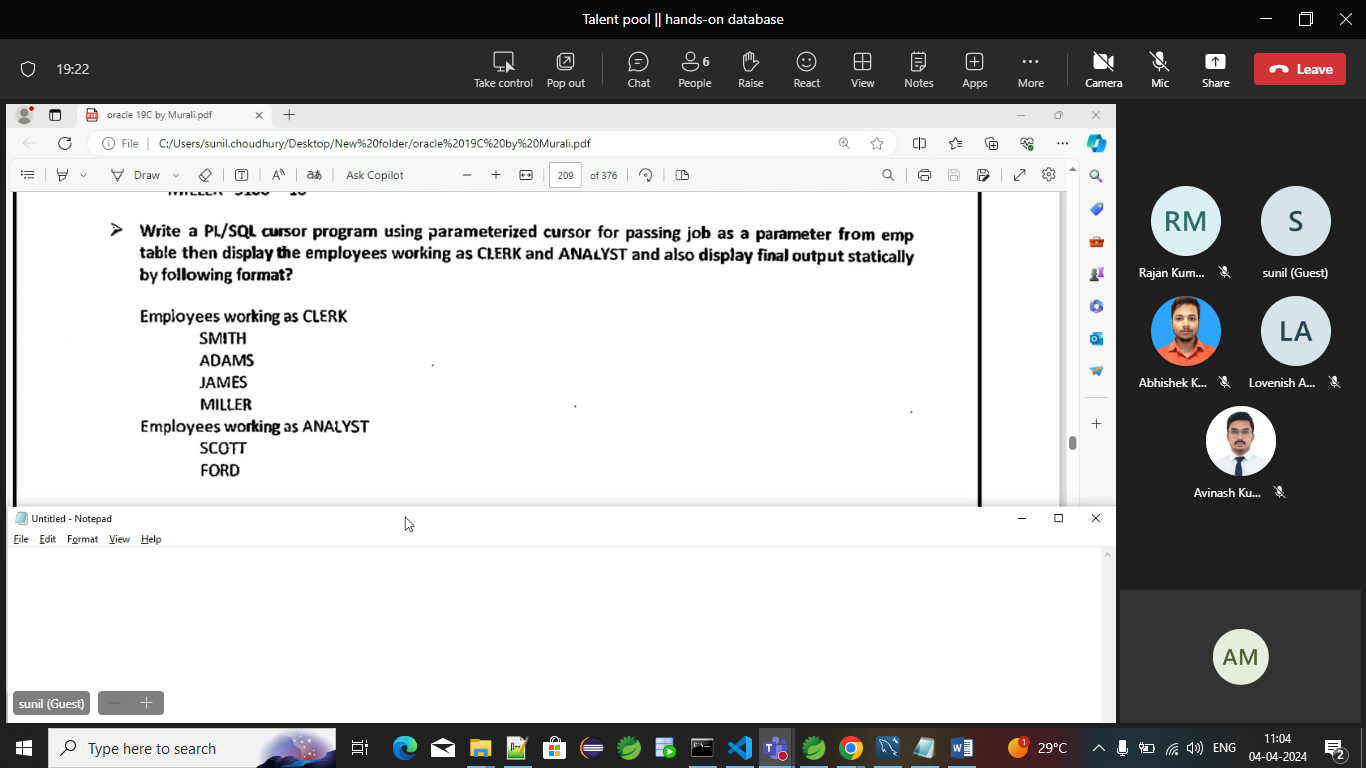 Talent pool || hands-on database
19:22
Take control
Pop out
Chat
6
People
Raise
React
View
Notes
Apps
More
Camera
Mic
Share
Leave
oracle 19C by Murali.pdf
File
C:/Users/sunil.choudhury/Desktop/New%20folder/oracle%2019C%20by%20Murali.pdf
Draw
Ask Copilot
209
of 376
Write a PL/SQL cursor program using parameterized cursor for passing job as a parameter from emp
table then display the employees working as CLERK and ANALYST and also display final output statically
by following format?
Employees working as CLERK
SMITH
ADAMS
JAMES
MILLER
Employees working as ANALYST
SCOTT
FORD
Untitled - Notepad
File Edit Format View Help
sunil (Guest)
RM
Rajan Kum...
S
sunil (Guest)
Abhishek K...
LA
Lovenish A...
Avinash Ku...
AM
Type here to search
29°C
ENG
11:04
04-04-2024
2